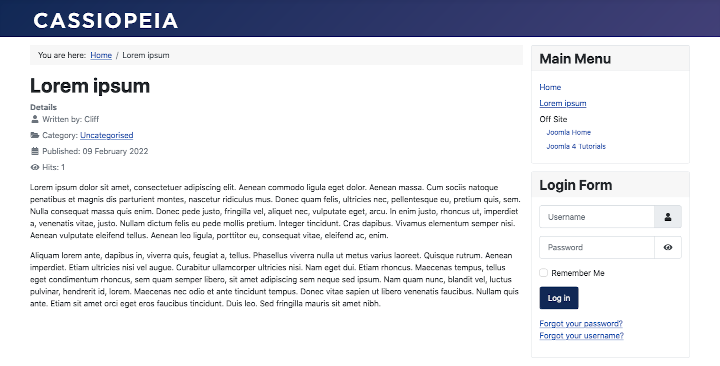 CASSIOPEIA
You are here: Home / Lorem ipsum
Lorem ipsum
Details
Written by: Cliff
Category: Uncategorised
Published: 09 February 2022
Hits: 1
Lorem ipsum dolor sit amet, consectetuer adipiscing elit. Aenean commodo ligula eget dolor. Aenean massa. Cum sociis natoque
penatibus et magnis dis parturient montes, nascetur ridiculus mus. Donec quam felis, ultricies nec, pellentesque eu, pretium quis, sem.
Nulla consequat massa quis enim. Donec pede justo, fringilla vel, aliquet nec, vulputate eget, arcu. In enim justo, rhoncus ut, imperdiet
a, venenatis vitae, justo. Nullam dictum felis eu pede mollis pretium. Integer tincidunt. Cras dapibus. Vivamus elementum semper nisi.
Aenean vulputate eleifend tellus. Aenean leo ligula, porttitor eu, consequat vitae, eleifend ac, enim.
Aliquam lorem ante, dapibus in, viverra quis, feugiat a, tellus. Phasellus viverra nulla ut metus varius laoreet. Quisque rutrum. Aenean
imperdiet. Etiam ultricies nisi vel augue. Curabitur ullamcorper ultricies nisi. Nam eget dui. Etiam rhoncus. Maecenas tempus, tellus
eget condimentum rhoncus, sem quam semper libero, sit amet adipiscing sem neque sed ipsum. Nam quam nunc, blandit vel, luctus
pulvinar, hendrerit id, lorem. Maecenas nec odio et ante tincidunt tempus. Donec vitae sapien ut libero venenatis faucibus. Nullam quis
ante. Etiam sit amet orci eget eros faucibus tincidunt. Duis leo. Sed fringilla mauris sit amet nibh.
Main Menu
Home
Lorem ipsum
Off Site
Joomla Home
Joomla 4 Tutorials
Login Form
Username
Password
Remember Me
Log in
Forgot your password?
Forgot your username?